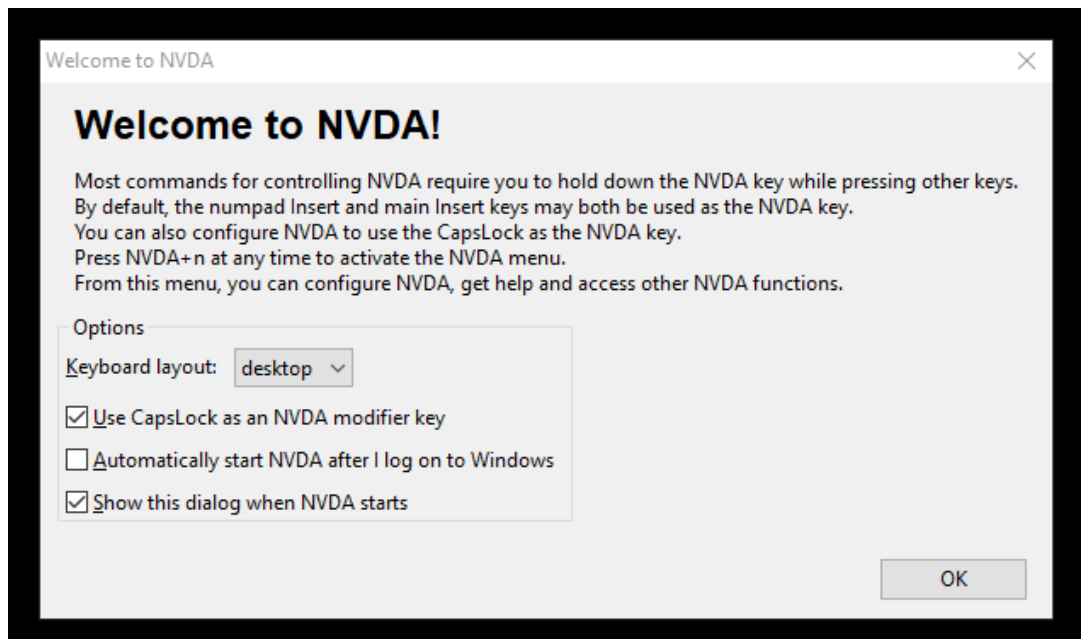 Welcome to NVDA
Welcome to NVDA!
Most commands for controlling NVDA require you to hold down the NVDA key while pressing other keys.
By default, the numpad Insert and main Insert keys may both be used as the NVDA key.
You can also configure NVDA to use the CapsLock as the NVDA key.
Press NVDA+n at any time to activate the NVDA menu.
From this menu, you can configure NVDA, get help and access other NVDA functions.
Options
Keyboard layout: desktop
Use CapsLock as an NVDA modifier key
Automatically start NVDA after I log on to Windows
Show this dialog when NVDA starts
OK